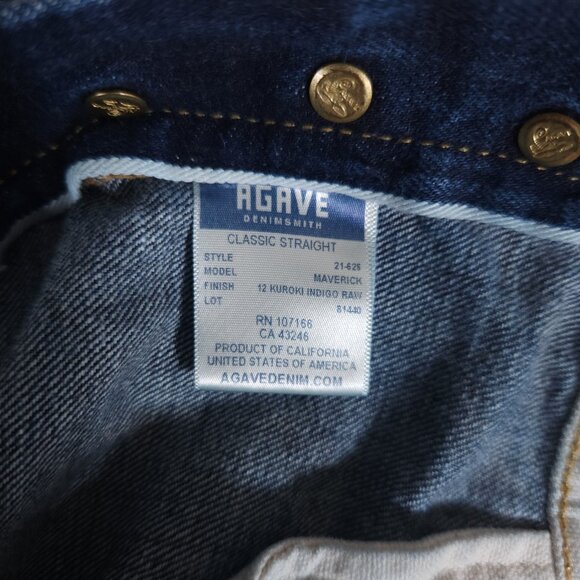 AGAVE
DENIMSMITH
CLASSIC STRAIGHT
STYLE 21-626
MODEL MAVERICK
FINISH 12 KUROKI INDIGO RAW
LOT 81440
RN 107166
CA 43246
PRODUCT OF CALIFORNIA
UNITED STATES OF AMERICA
AGAVEDENIM.COM